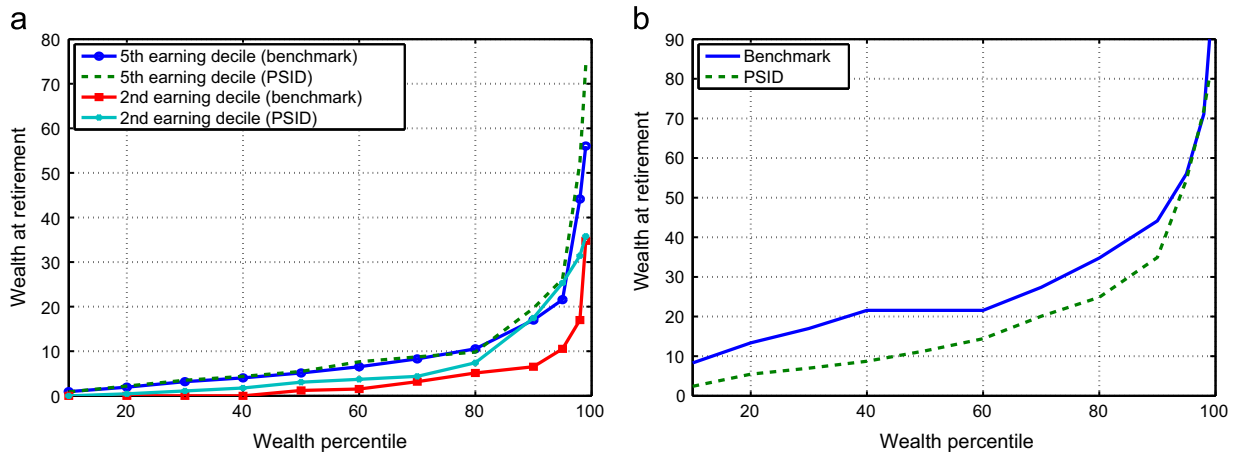 a
80
70
60
50
40
30
20
10
0
Wealth at retirement
5th earning decile (benchmark)
5th earning decile (PSID)
2nd earning decile (benchmark)
2nd earning decile (PSID)
20
40
60
80
100
Wealth percentile
b
90
80
70
60
50
40
30
20
10
0
Wealth at retirement
Benchmark
PSID
20
40
60
80
100
Wealth percentile